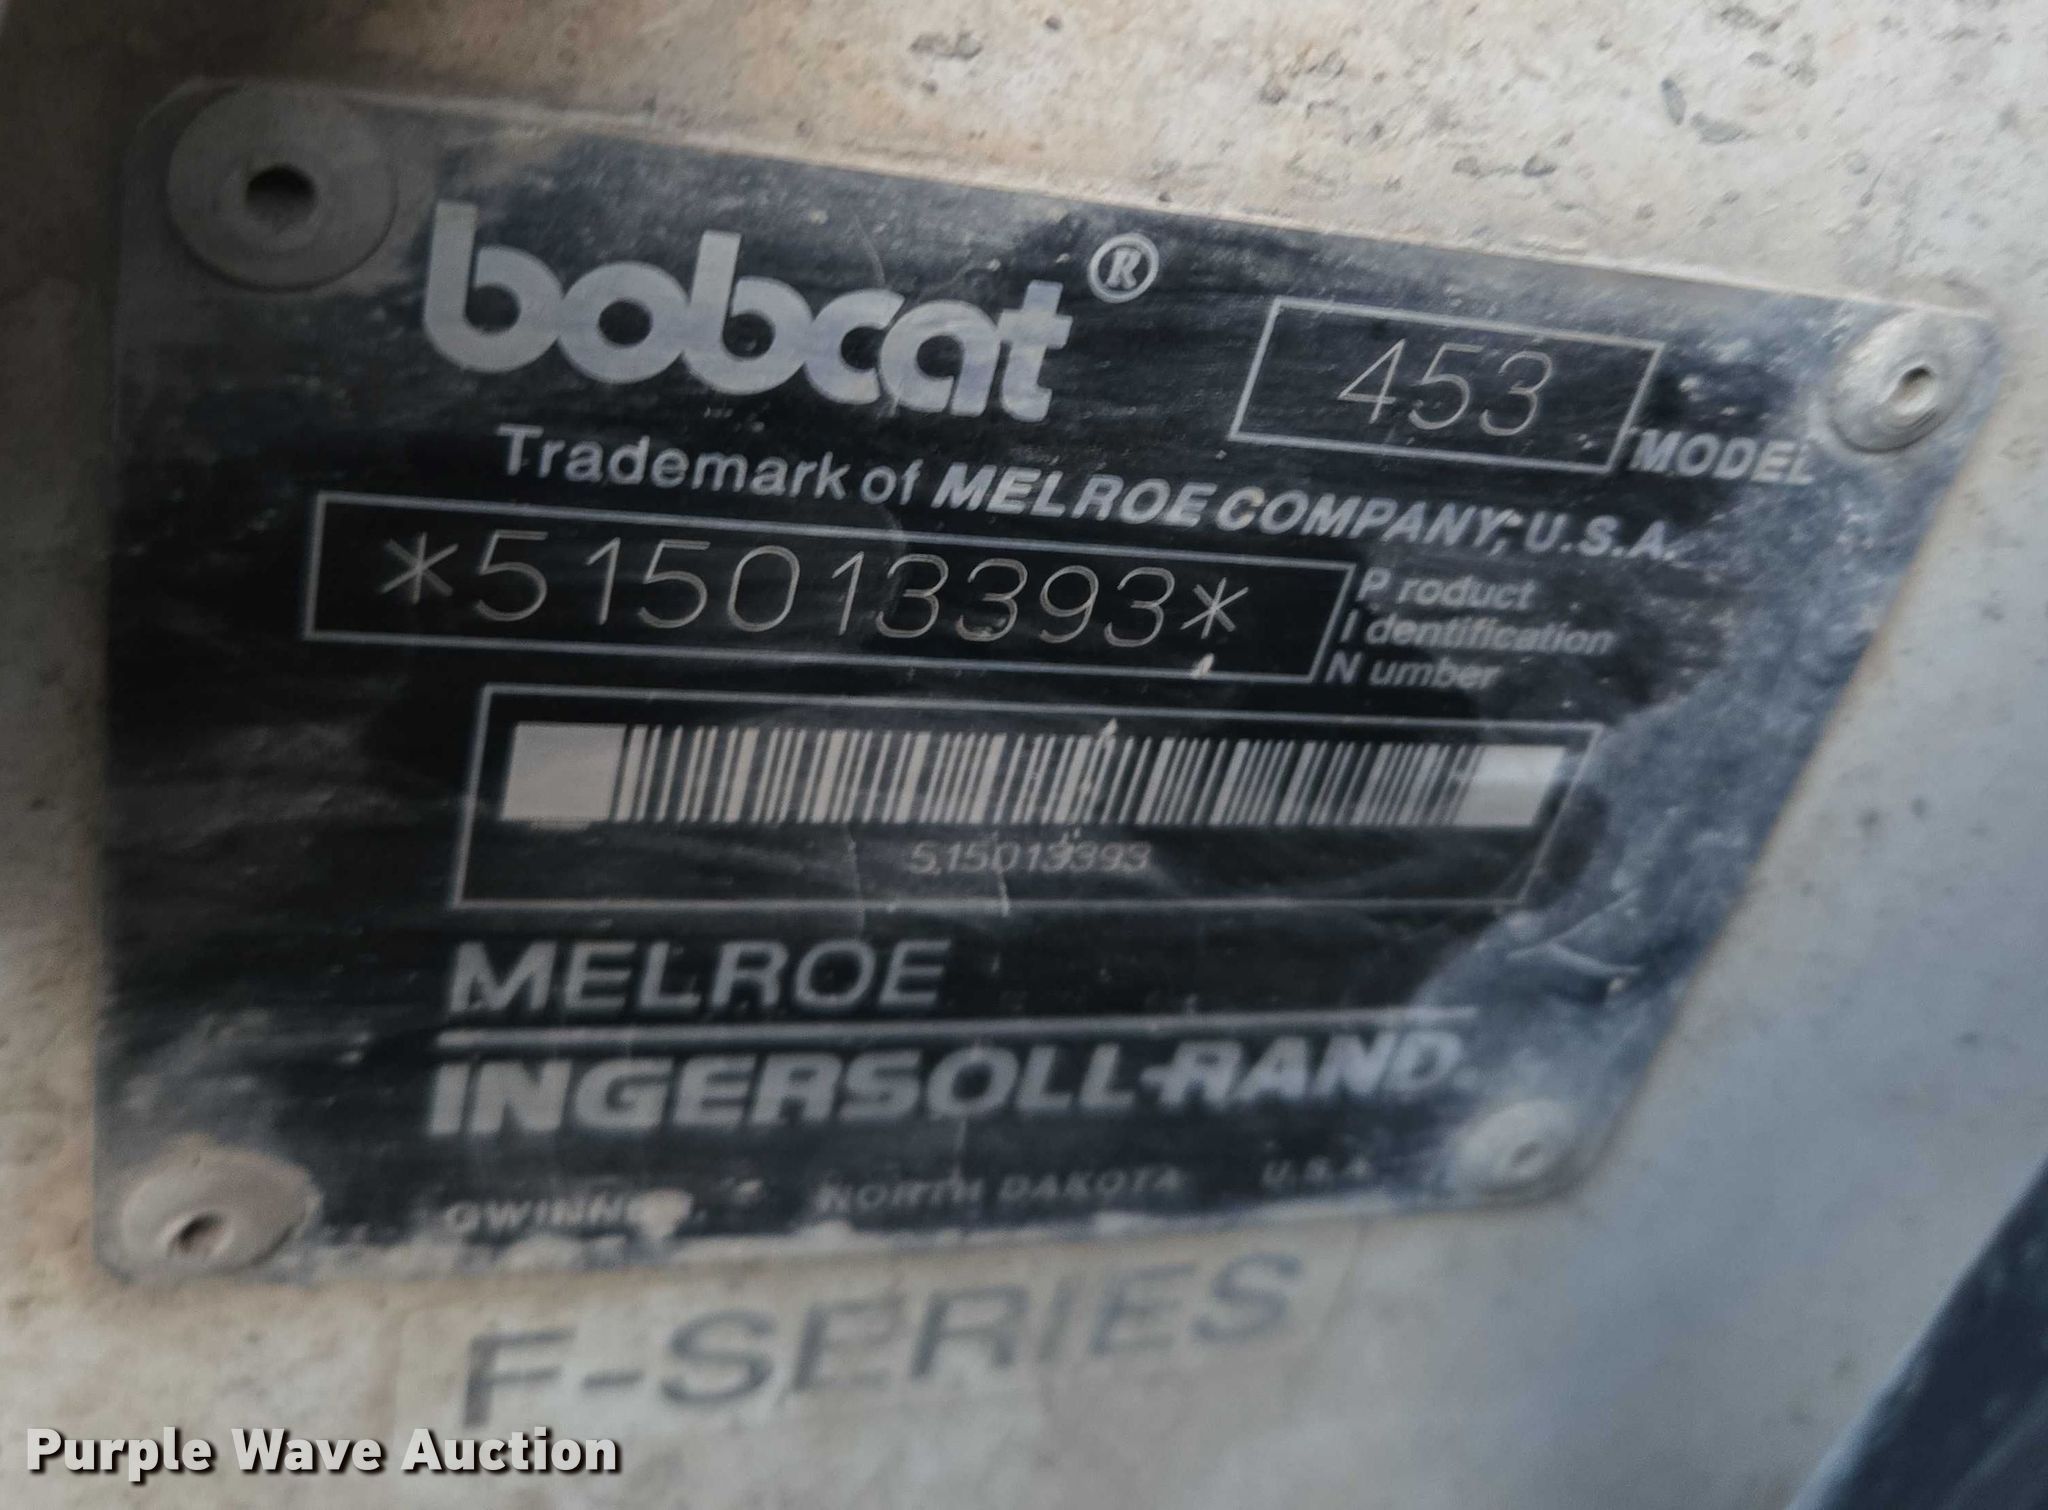 bobcat®
453 MODEL
Trademark of MELROE COMPANY, U.S.A.
*515013393*
Product
Identification
Number
515013393
MELROE
INGERSOLL-RAND
GWINNER, NORTH DAKOTA U.S.A.
F-SERIES
Purple Wave Auction